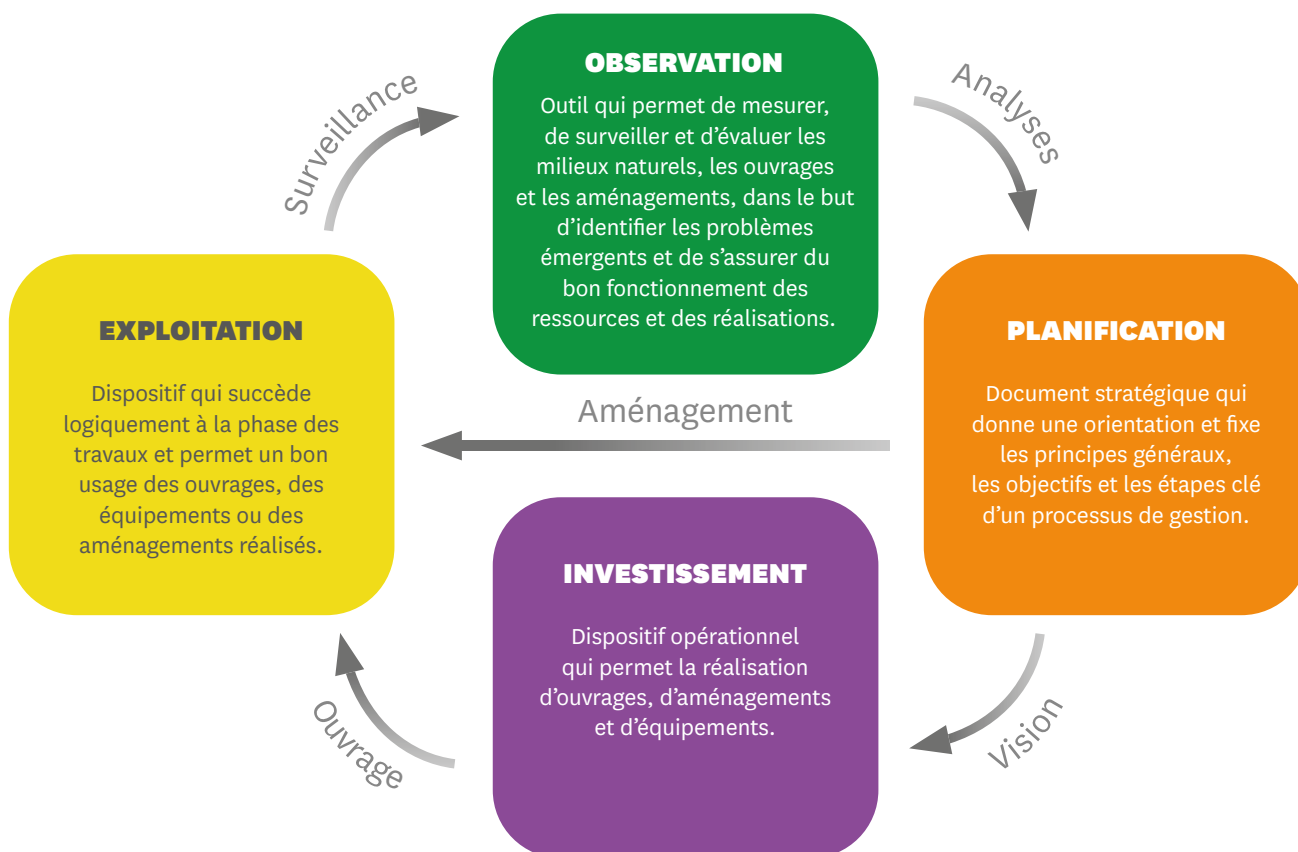 Surveillance
OBSERVATION
Outil qui permet de mesurer,
de surveiller et d’évaluer les
milieux naturels, les ouvrages
et les aménagements, dans le but
d’identifier les problèmes
émergents et de s’assurer du
bon fonctionnement des
ressources et des réalisations.
Analyses
EXPLOITATION
Dispositif qui succède
logiquement à la phase des
travaux et permet un bon
usage des ouvrages, des
équipements ou des
aménagements réalisés.
Aménagement
PLANIFICATION
Document stratégique qui
donne une orientation et fixe
les principes généraux,
les objectifs et les étapes clé
d’un processus de gestion.
INVESTISSEMENT
Dispositif opérationnel
qui permet la réalisation
d’ouvrages, d’aménagements
et d’équipements.
Ouvrage
Vision